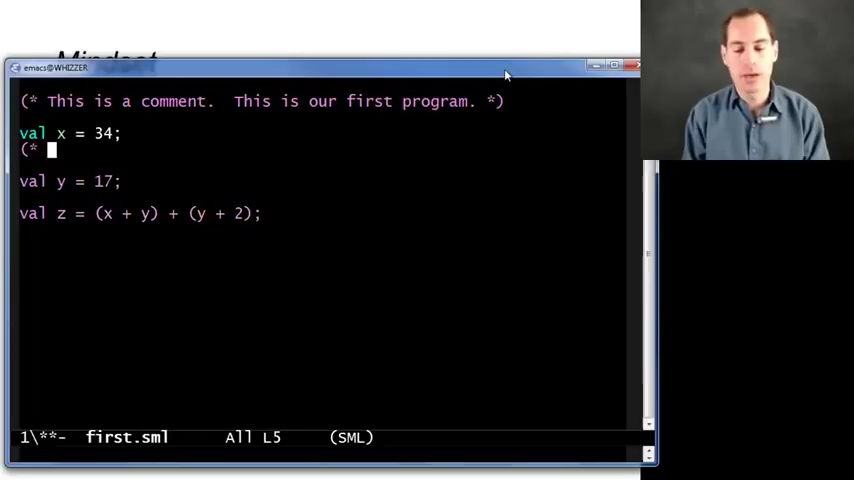 Mindset
emacs@WHIZZER
(* This is a comment.  This is our first program. *)
val x = 34;
(*
val y = 17;
val z = (x + y) + (y + 2);
1\**-  first.sml      All L5     (SML)